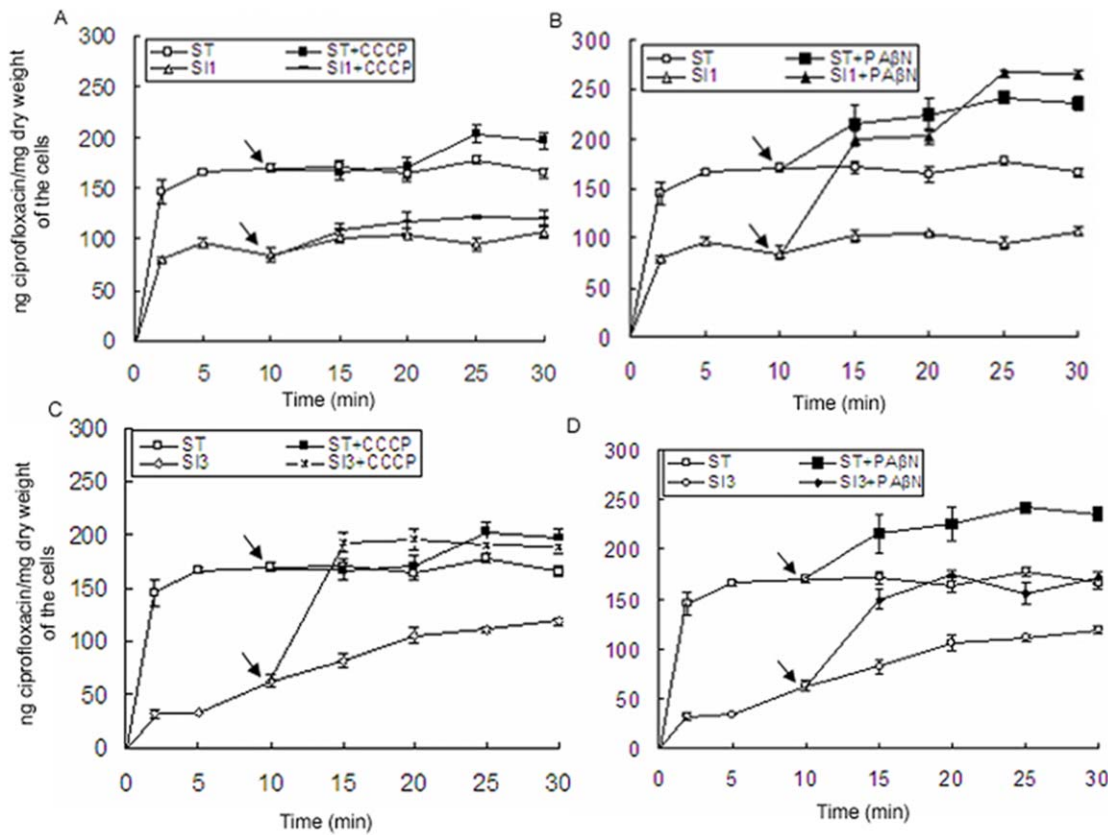 A
300
250
200
150
100
50
0
ng ciprofloxacin/mg dry weight
of the cells
ST
ST+CCCP
SI1
SI1+CCCP
0 5 10 15 20 25 30
Time (min)
B
300
250
200
150
100
50
0
ST
ST+PAβN
SI1
SI1+PAβN
0 5 10 15 20 25 30
Time (min)
C
300
250
200
150
100
50
0
ng ciprofloxacin/mg dry weight
of the cells
ST
ST+CCCP
SI3
SI3+CCCP
0 5 10 15 20 25 30
Time (min)
D
300
250
200
150
100
50
0
ST
ST+PAβN
SI3
SI3+PAβN
0 5 10 15 20 25 30
Time (min)